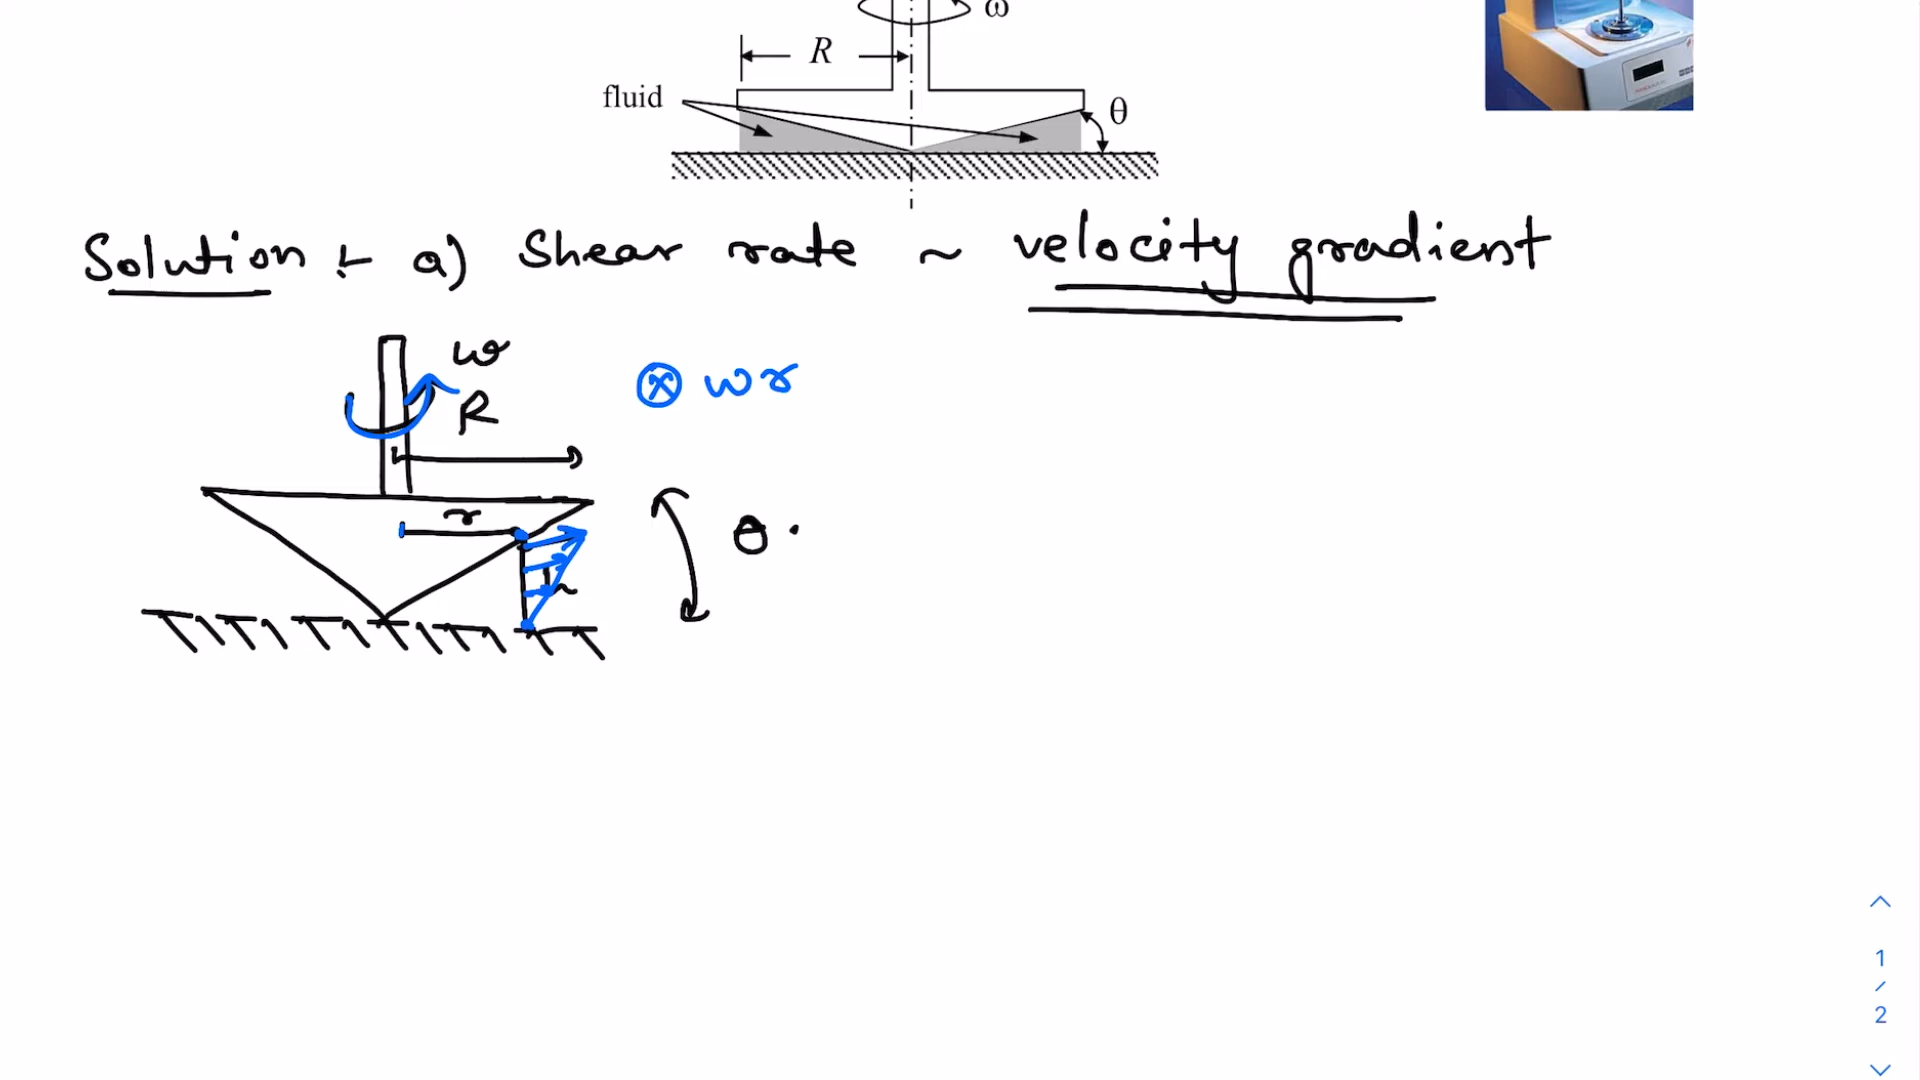 ω
R
fluid
θ
Solution :- a) Shear rate ~ velocity gradient
ω
⊗ ωr
R
r
θ
h
1
/
2